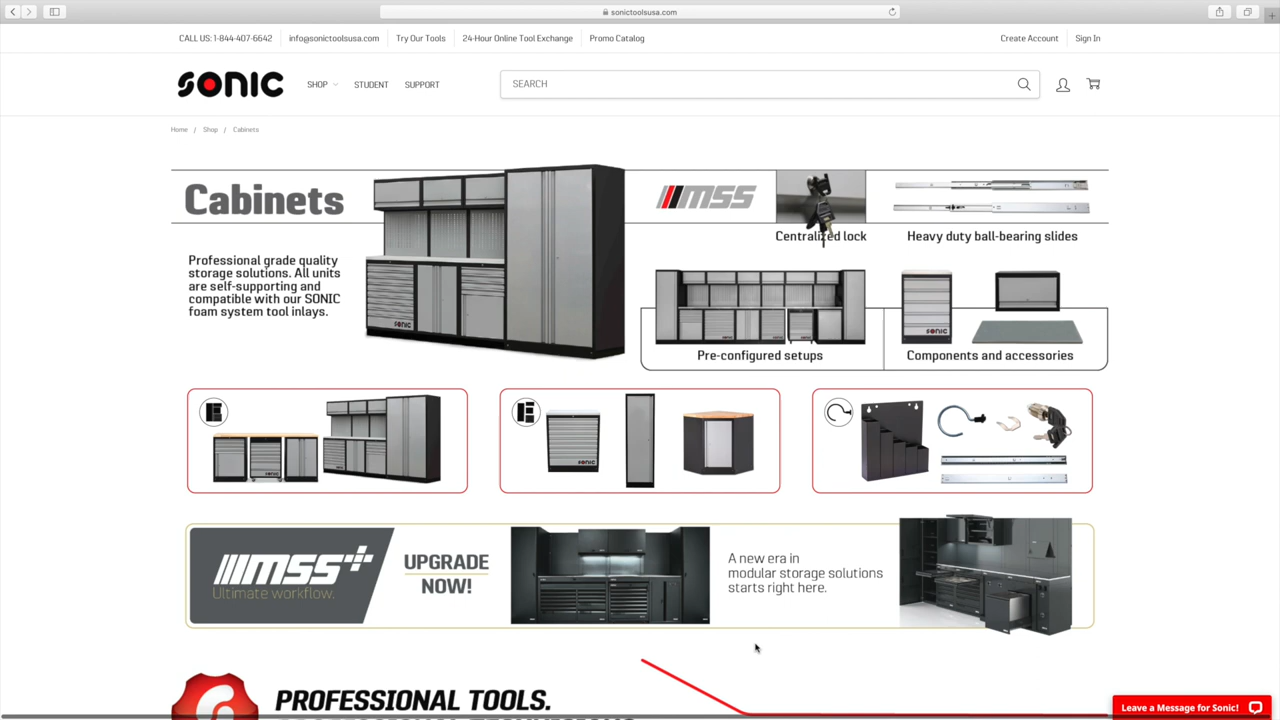 sonictoolsusa.com
CALL US: 1-844-407-6642
info@sonictoolsusa.com
Try Our Tools
24-Hour Online Tool Exchange
Promo Catalog
Create Account
Sign In
SONIC
SHOP
STUDENT
SUPPORT
SEARCH
Home / Shop / Cabinets
Cabinets
MSS
Centralized lock
Heavy duty ball-bearing slides
Professional grade quality
storage solutions. All units
are self-supporting and
compatible with our SONIC
foam system tool inlays.
SONIC
SONIC
Pre-configured setups
Components and accessories
SONIC
MSS+
Ultimate workflow.
UPGRADE
NOW!
A new era in
modular storage solutions
starts right here.
PROFESSIONAL TOOLS.
Leave a Message for Sonic!